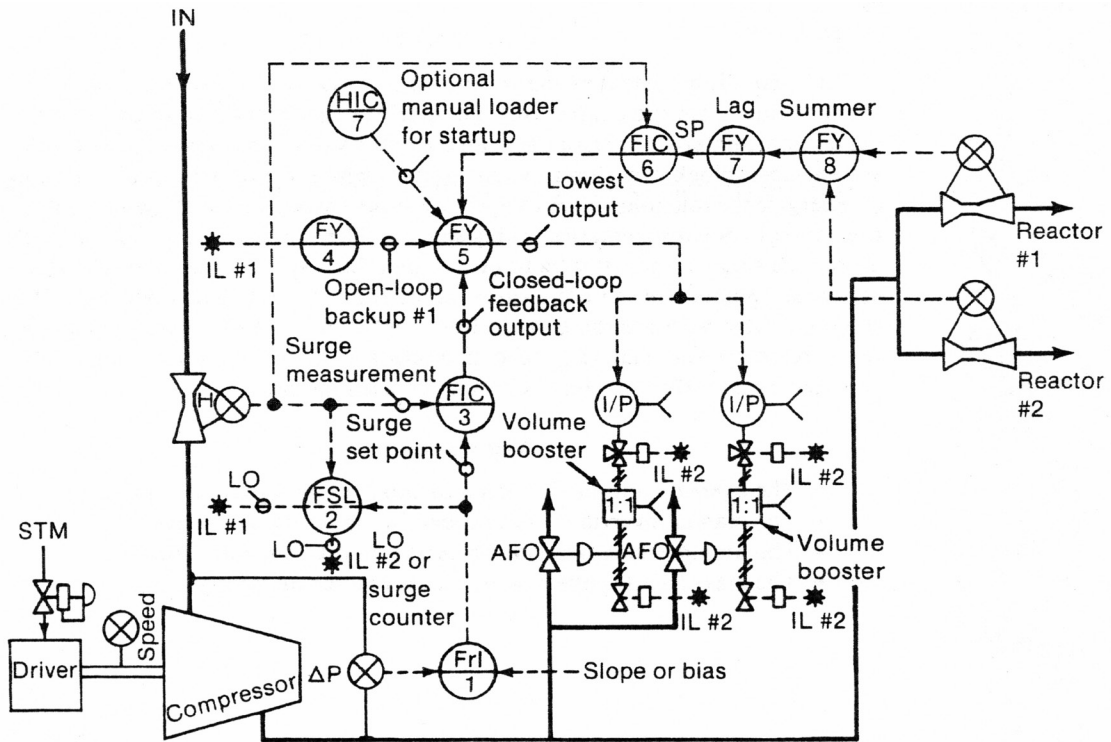 IN
Optional
manual loader
for startup
HIC
7
SP
Lag
Summer
FIC
6
FY
7
FY
8
Lowest
output
IL #1
FY
4
FY
5
Reactor
#1
Open-loop
backup #1
Closed-loop
feedback
output
Surge
measurement
H
FIC
3
I/P
I/P
Reactor
#2
Surge
set point
Volume
booster
IL #2
IL #2
LO
IL #1
FSL
2
1:1
1:1
STM
LO
LO
IL #2 or
surge
counter
AFO
AFO
Volume
booster
IL #2
IL #2
Speed
Driver
Compressor
ΔP
FrI
1
Slope or bias